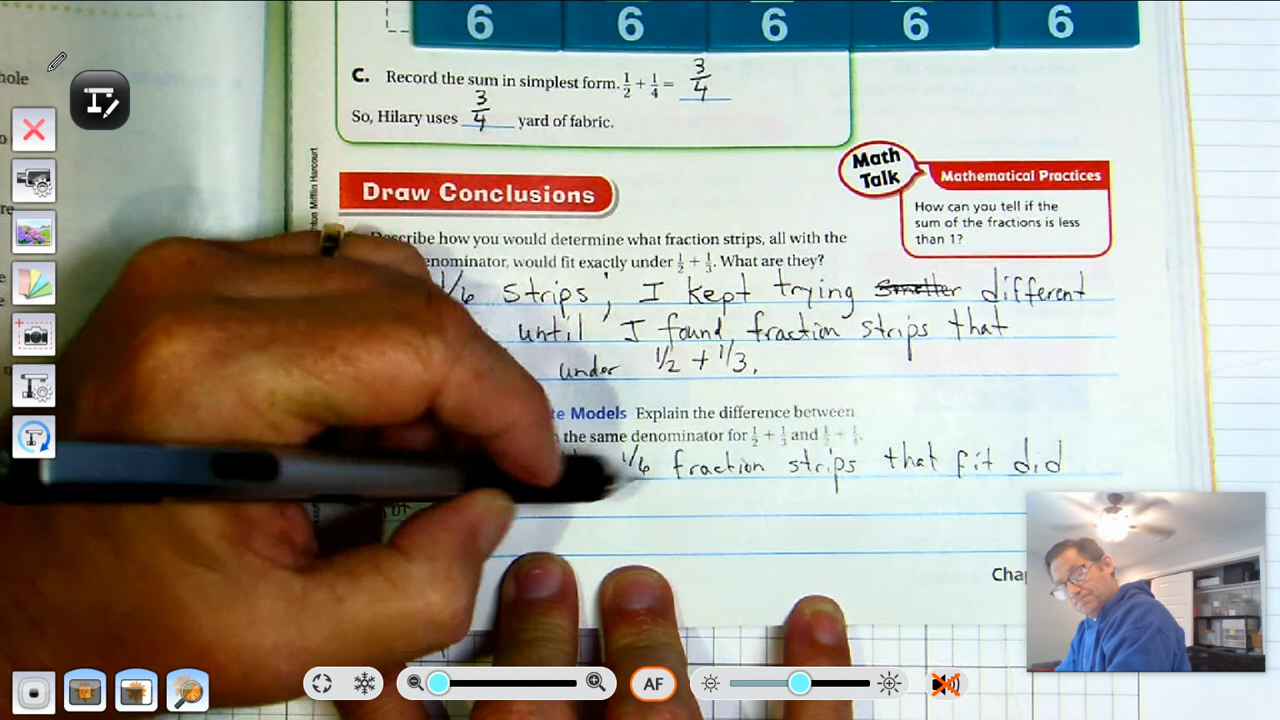 6 6 6 6 6
C. Record the sum in simplest form. 1/2 + 1/4 = 3/4
So, Hilary uses 3/4 yard of fabric.
Math Talk
Mathematical Practices
How can you tell if the
sum of the fractions is less
than 1?
Draw Conclusions
Describe how you would determine what fraction strips, all with the
enominator, would fit exactly under 1/2 + 1/3. What are they?
1/6 strips, I kept trying different
until I found fraction strips that
under 1/2 + 1/3.
te Models Explain the difference between
the same denominator for 1/2 + 1/3 and
1/6 fraction strips that fit did
Cha
AF